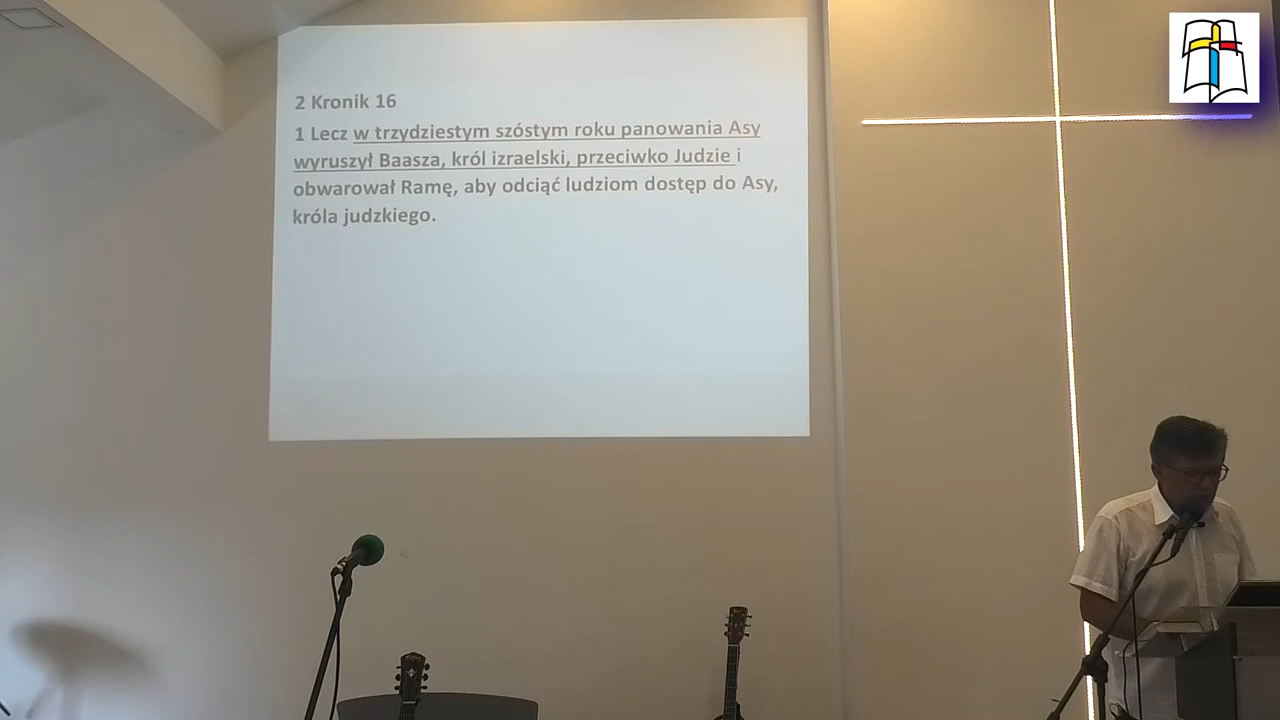 2 Kronik 16
1 Lecz w trzydziestym szóstym roku panowania Asy
wyruszył Baasza, król izraelski, przeciwko Judzie i
obwarował Ramę, aby odciąć ludziom dostęp do Asy,
króla judzkiego.